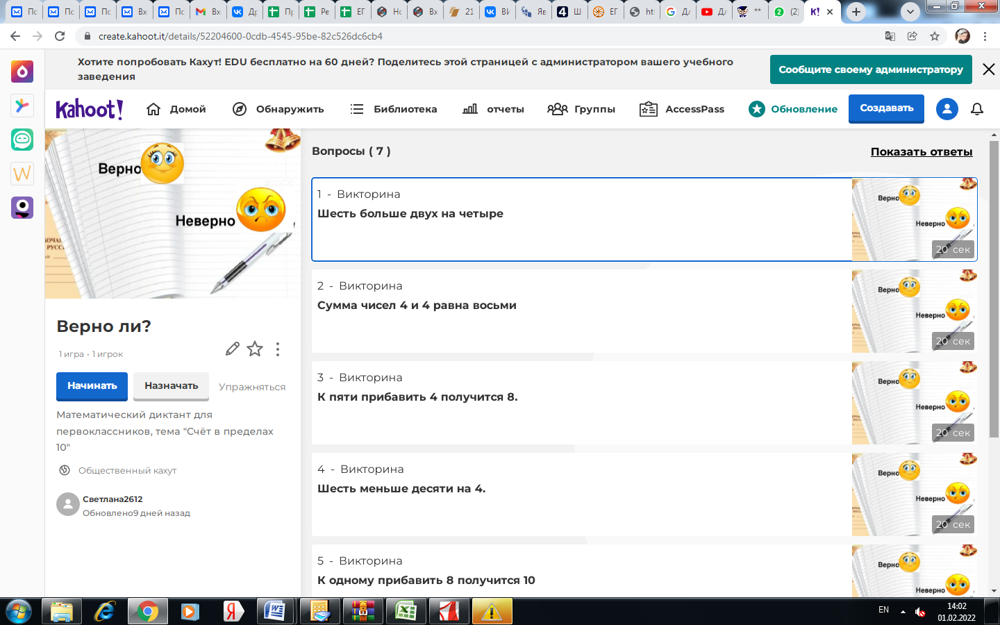 Пс
Пс
Пс
Вх
Пс
Вх
Др
Пр
Ре
ЕГ
Нс
Вх
21
ВИ
Яв
Ш
ЕГ
ht
Дл
Дл
**
(2)
create.kahoot.it/details/52204600-0cdb-4545-95be-82c526dc6cb4
Хотите попробовать Кахут! EDU бесплатно на 60 дней? Поделитесь этой страницей с администратором вашего учебного
заведения
Сообщите своему администратору
Kahoot!
Домой
Обнаружить
Библиотека
отчеты
Группы
AccessPass
Обновление
Создавать
Верно
Неверно
Верно ли?
1 игра · 1 игрок
Начинать
Назначать
Упражняться
Математический диктант для
первоклассников, тема "Счёт в пределах
10"
Общественный кахут
Светлана2612
Обновлено9 дней назад
Вопросы ( 7 )
Показать ответы
1 - Викторина
Шесть больше двух на четыре
Верно
Неверно
20 сек
2 - Викторина
Сумма чисел 4 и 4 равна восьми
Верно
Неверно
20 сек
3 - Викторина
К пяти прибавить 4 получится 8.
Верно
Неверно
20 сек
4 - Викторина
Шесть меньше десяти на 4.
Верно
Неверно
20 сек
5 - Викторина
К одному прибавить 8 получится 10
Верно
Неверно
EN
14:02
01.02.2022